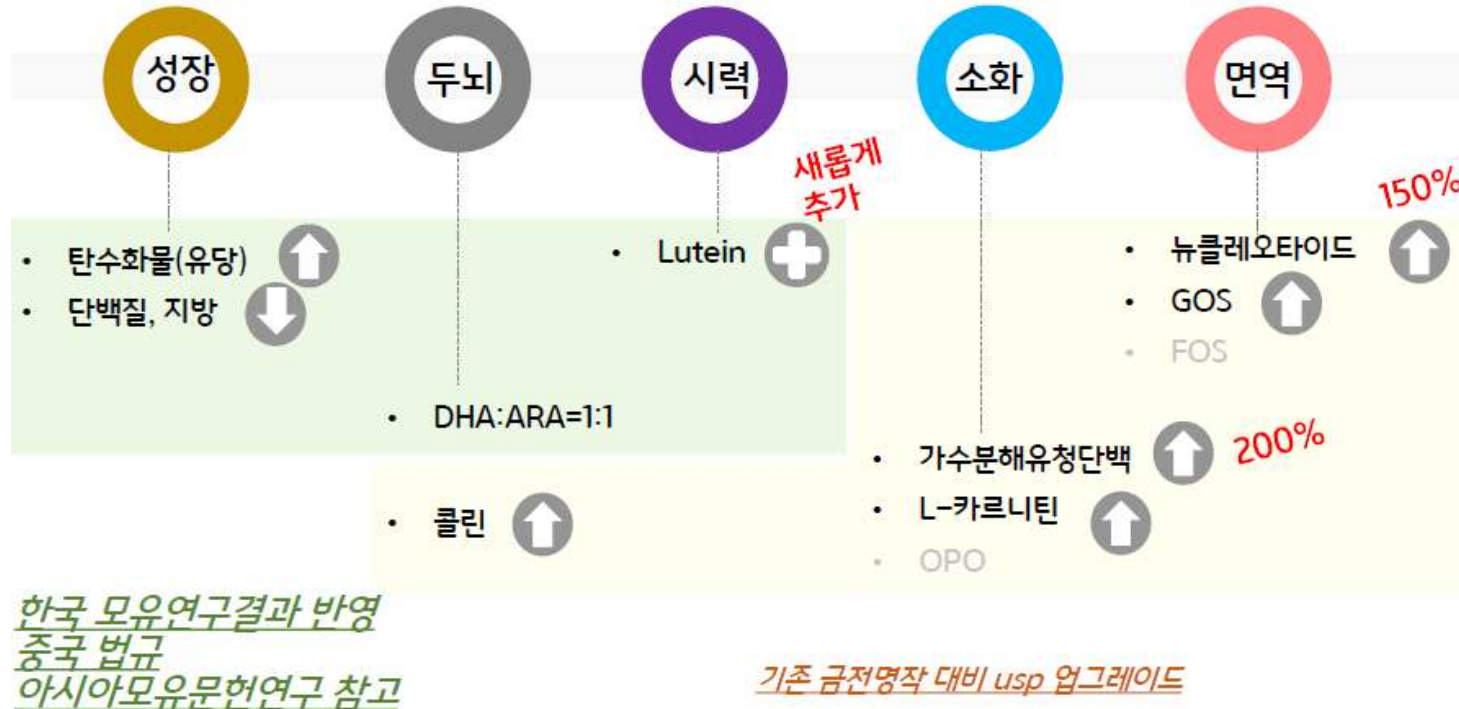 성장
두뇌
시력
소화
면역
새롭게
추가
150%
• 탄수화물(유당)
• 단백질, 지방
• Lutein
• 뉴클레오타이드
• GOS
• FOS
• DHA:ARA=1:1
• 가수분해유청단백
200%
• L-카르니틴
• OPO
• 콜린
한국 모유연구결과 반영
중국 법규
아시아모유문헌연구 참고
기존 금전명작 대비 usp 업그레이드